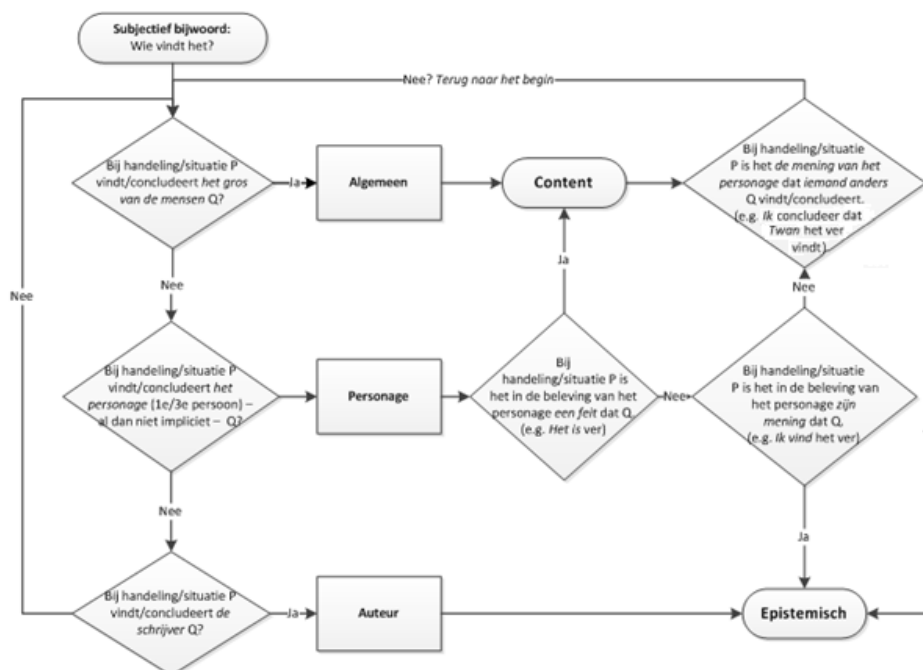 Subjectief bijwoord:
Wie vindt het?
Nee? Terug naar het begin
Bij handeling/situatie P
vindt/concludeert het gros
van de mensen Q?
Ja
Algemeen
Content
Bij handeling/situatie
P is het de mening van het
personage dat iemand anders
Q vindt/concludeert.
(e.g. Ik concludeer dat
Twan het ver
vindt)
Nee
Nee
Ja
Nee
Bij handeling/situatie P
vindt/concludeert het
personage (1e/3e persoon) –
al dan niet impliciet – Q?
Personage
Bij
handeling/situatie P is
het in de beleving van het
personage een feit dat Q.
(e.g. Het is ver)
Nee
Bij handeling/situatie
P is het in de beleving van
het personage zijn
mening dat Q.
(e.g. Ik vind het ver)
Nee
Ja
Bij handeling/situatie P
vindt/concludeert de
schrijver Q?
Ja
Auteur
Epistemisch